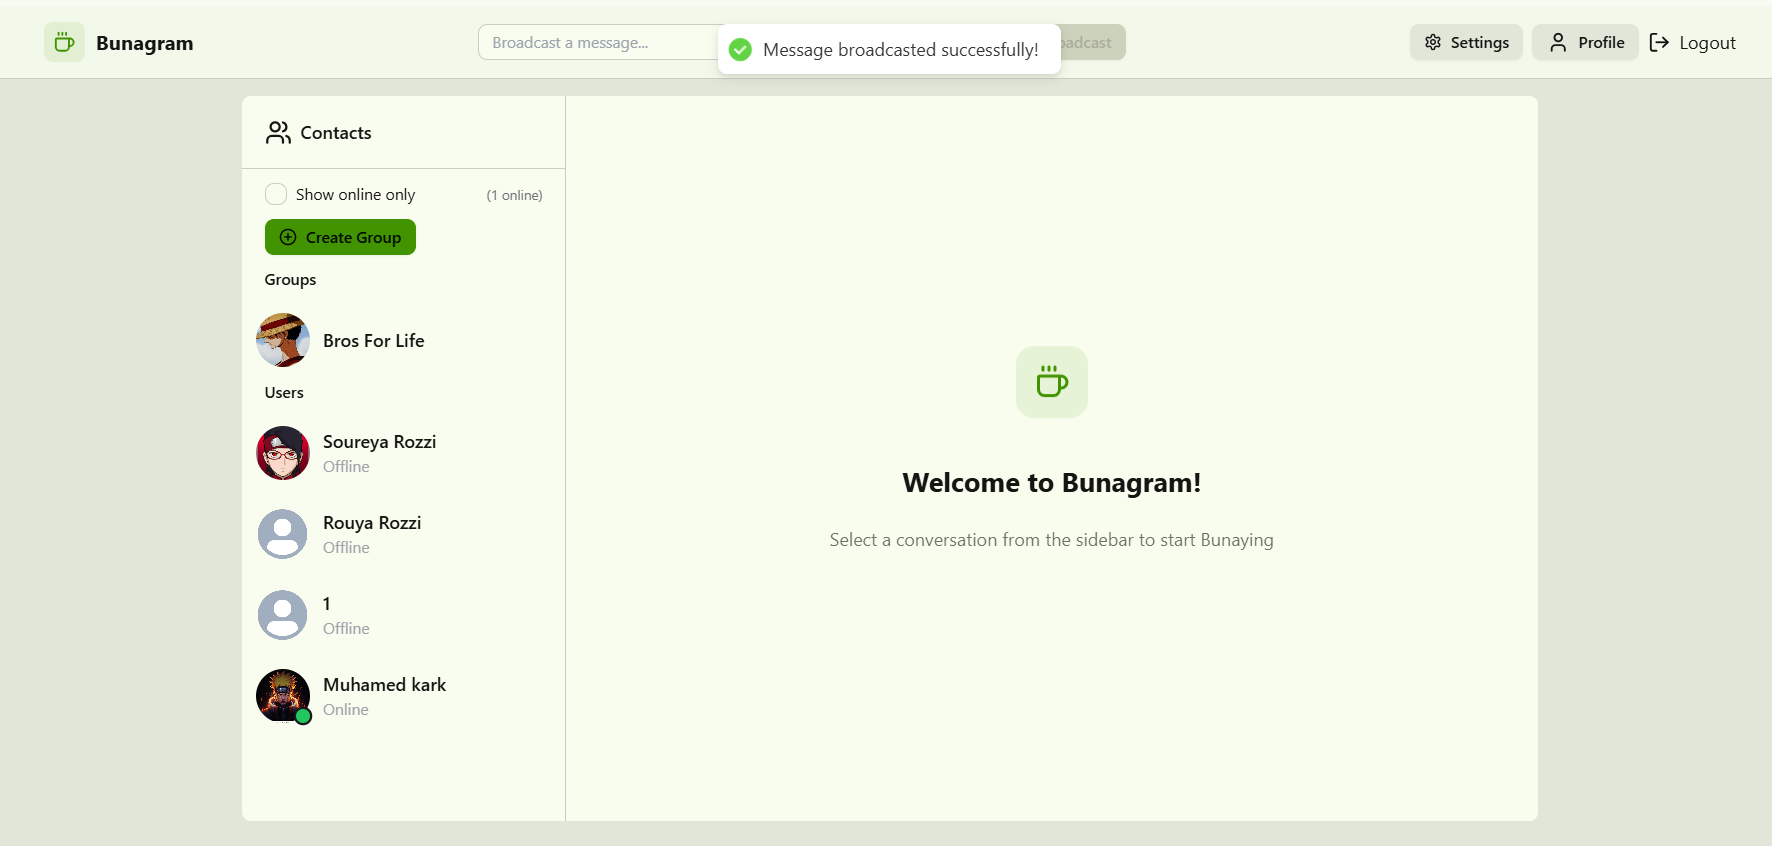 Bunagram
Broadcast a message...
Message broadcasted successfully!
Settings
Profile
Logout
Contacts
Show online only
(1 online)
Create Group
Groups
Bros For Life
Users
Soureya Rozzi
Offline
Rouya Rozzi
Offline
1
Offline
Muhamed kark
Online
Welcome to Bunagram!
Select a conversation from the sidebar to start Bunaying